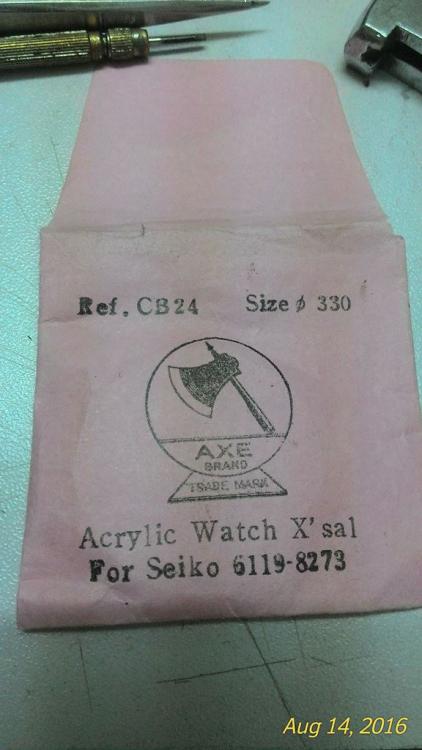 Ref. CB24 Size ⌀ 330
AXE
BRAND
TRADE MARK
Acrylic Watch X'sal
For Seiko 6119-8273
Aug 14, 2016